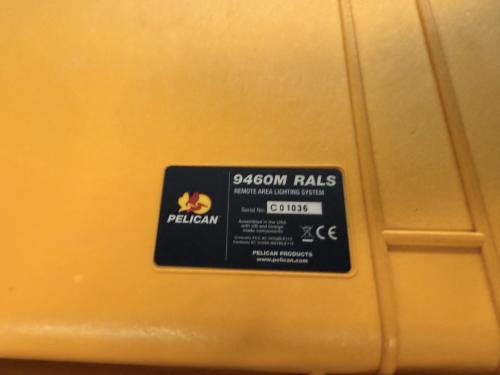 PELICAN™
9460M RALS
REMOTE AREA LIGHTING SYSTEM
Serial No: C01036
Assembled in the USA
with US and foreign
made components
PELICAN PRODUCTS
www.pelican.com
CE